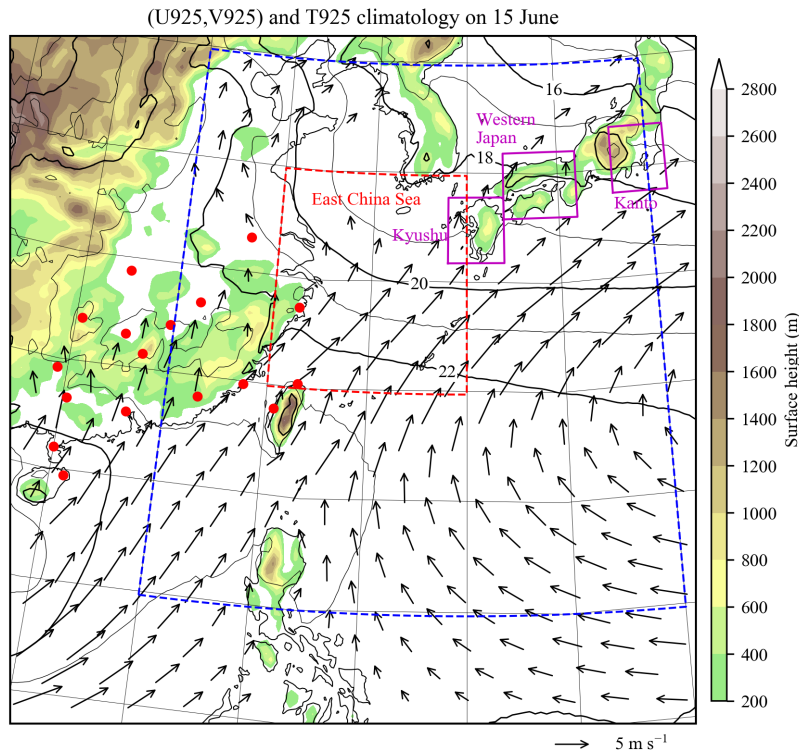 (U925,V925) and T925 climatology on 15 June
16
Western
Japan
18
East China Sea
Kanto
Kyushu
20
22
2800
2600
2400
2200
2000
1800
1600
1400
1200
1000
800
600
400
200
Surface height (m)
5 m s⁻¹